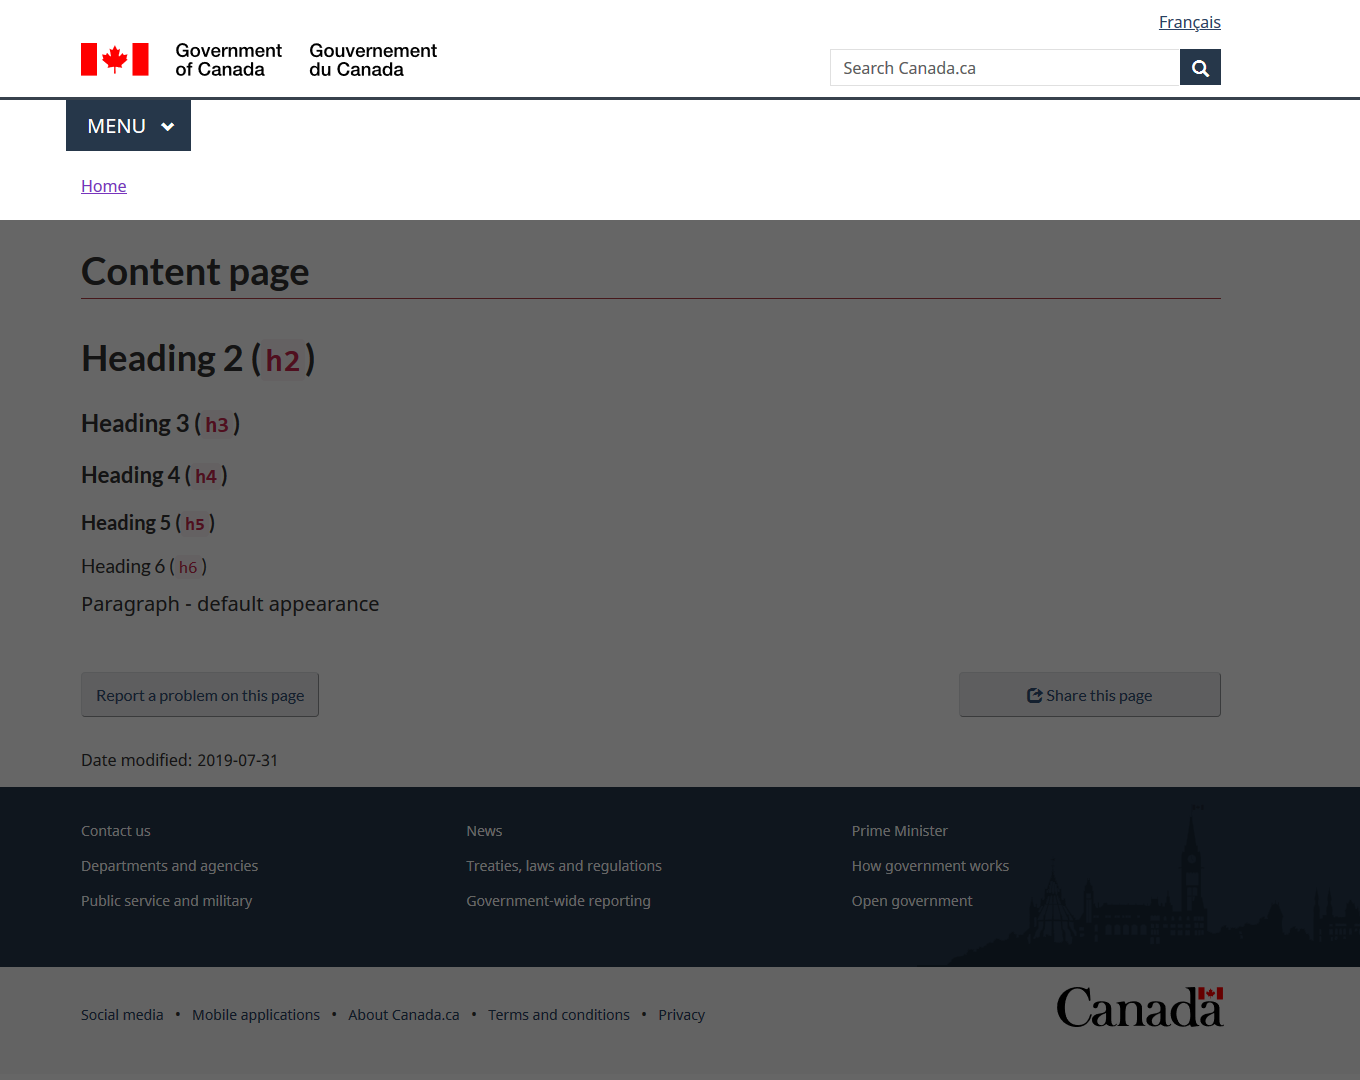 Français
Government of Canada
Gouvernement du Canada
Search Canada.ca
MENU
Home
Content page
Heading 2 (h2)
Heading 3 (h3)
Heading 4 (h4)
Heading 5 (h5)
Heading 6 (h6)
Paragraph - default appearance
Report a problem on this page
Share this page
Date modified: 2019-07-31
Contact us
News
Prime Minister
Departments and agencies
Treaties, laws and regulations
How government works
Public service and military
Government-wide reporting
Open government
Social media • Mobile applications • About Canada.ca • Terms and conditions • Privacy
Canada